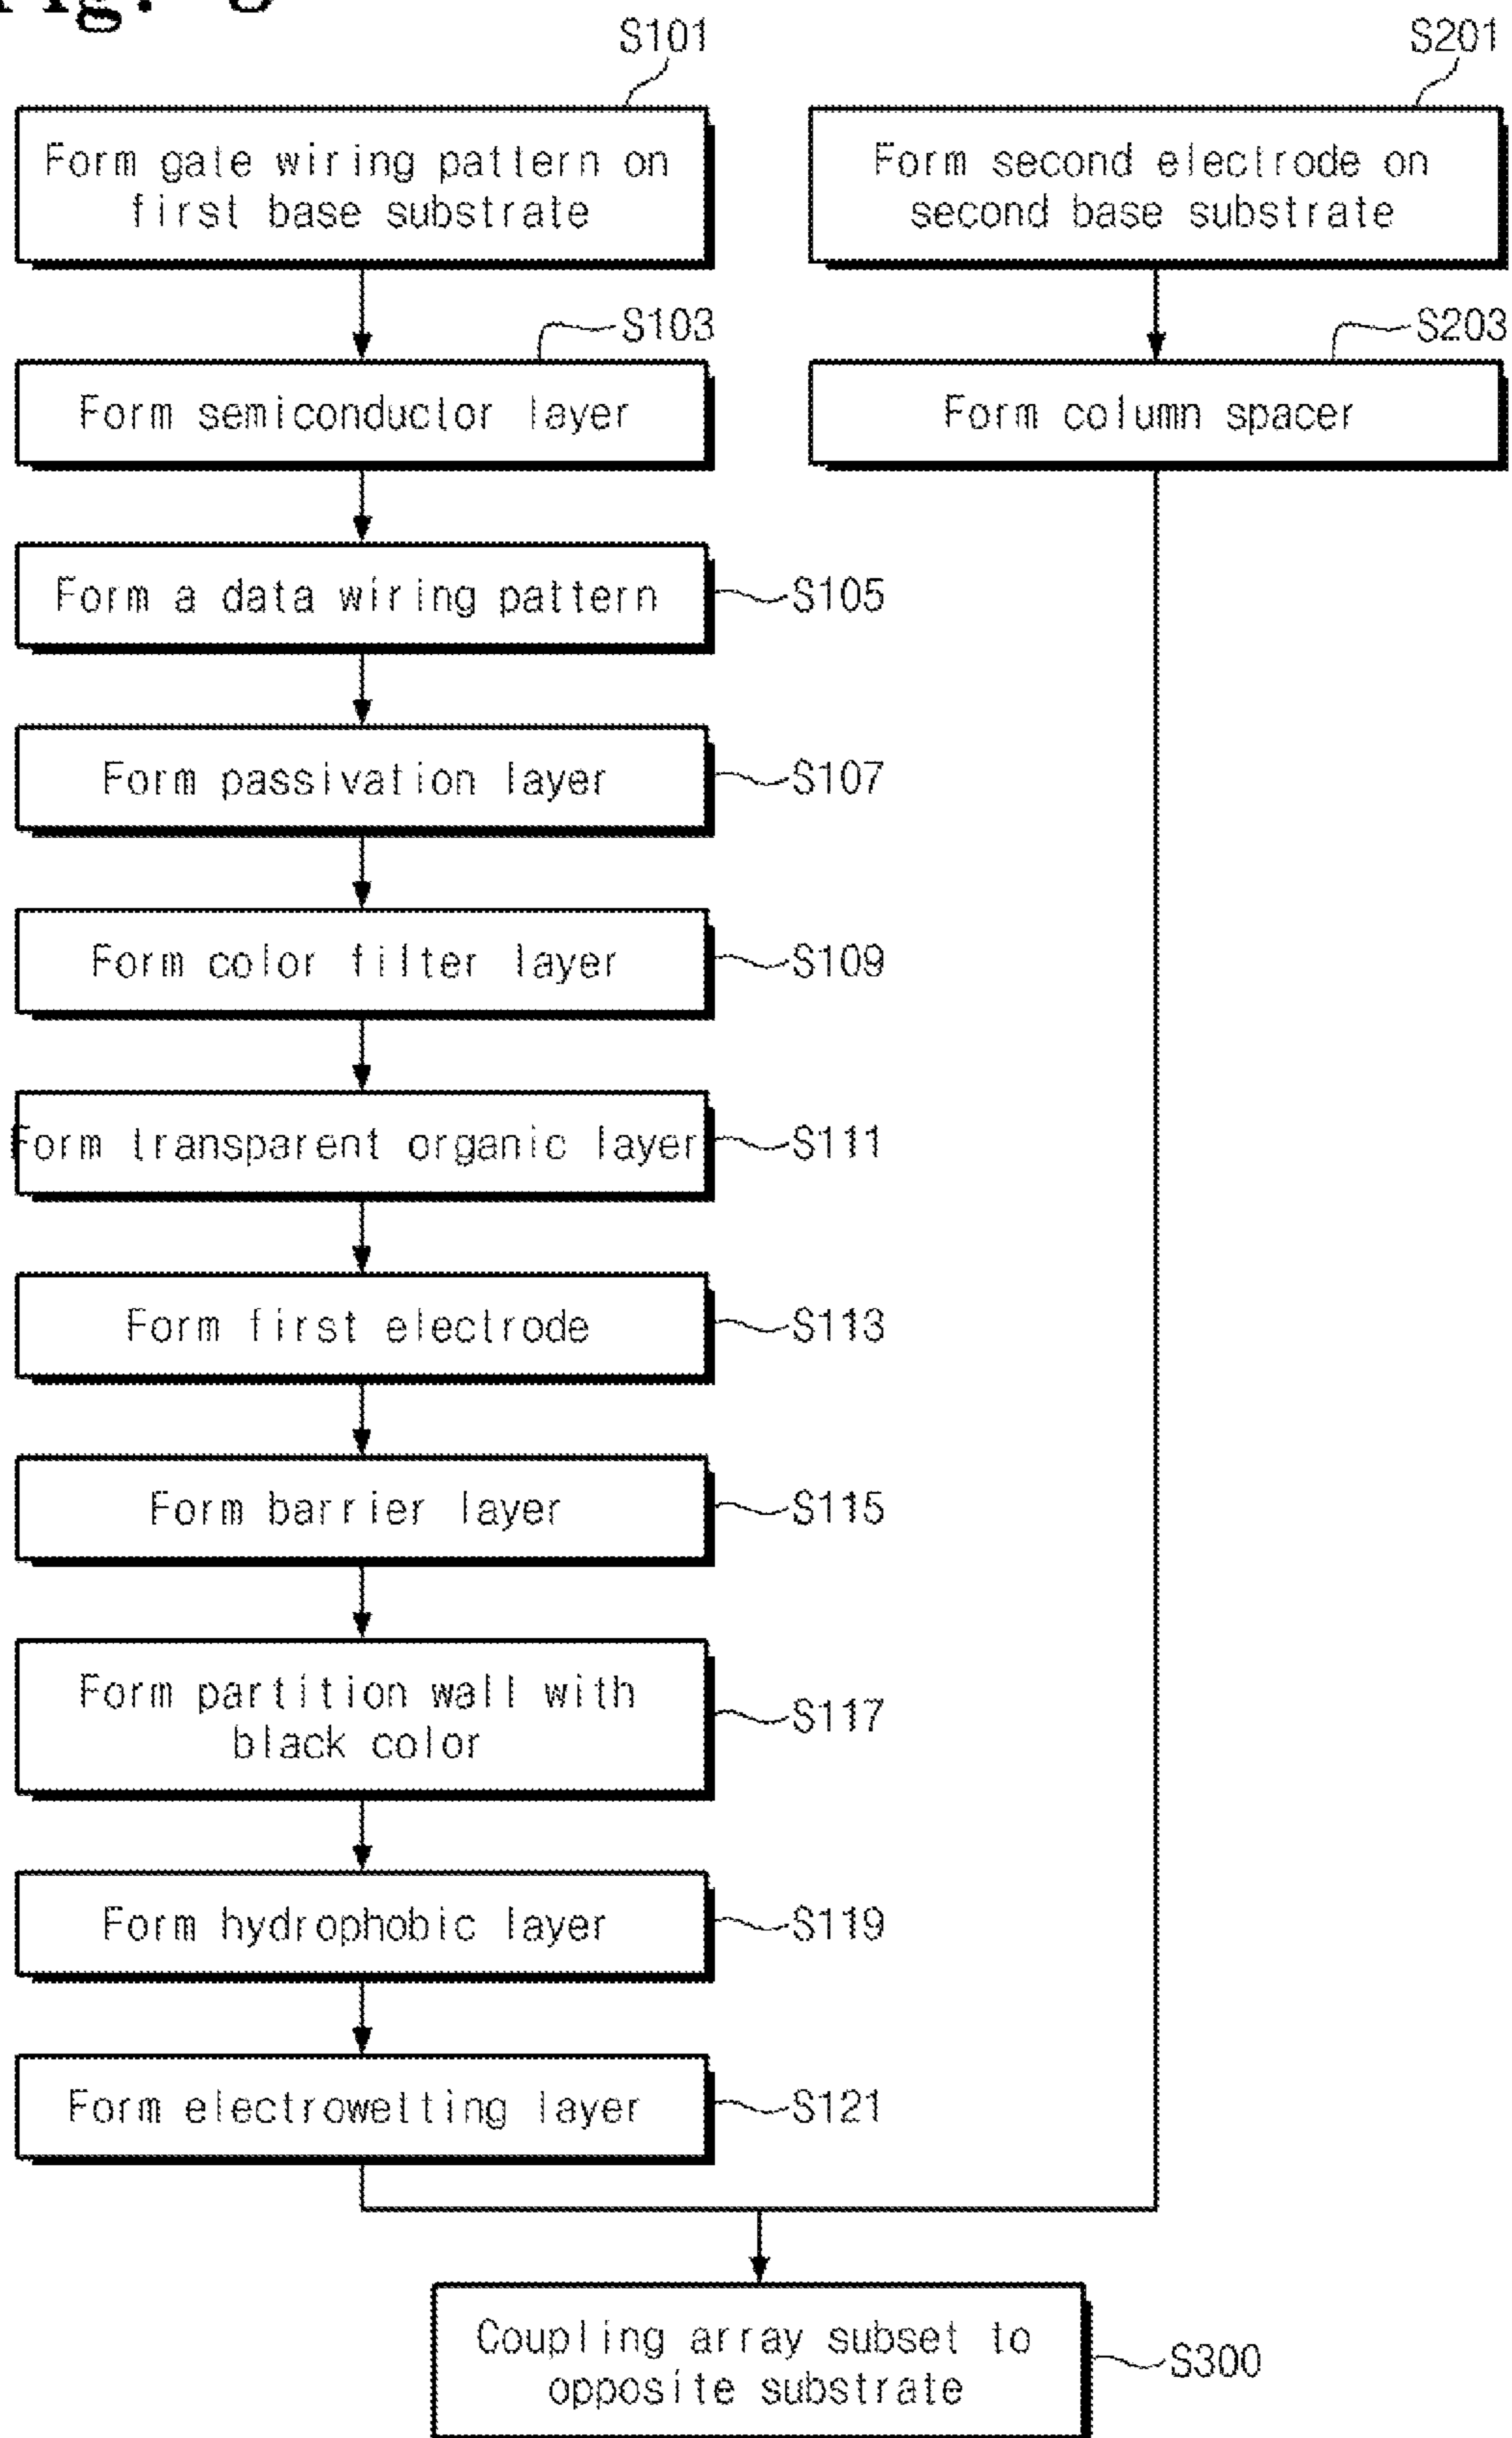 Fig.
S101
Form gate wiring pattern on
first base substrate
S201
Form second electrode on
second base substrate
S103
Form semiconductor layer
S203
Form column spacer
Form a data wiring pattern
S105
Form passivation layer
S107
Form color filter layer
S109
Form transparent organic layer
S111
Form first electrode
S113
Form barrier layer
S115
Form partition wall with
black color
S117
Form hydrophobic layer
S119
Form electrowetting layer
S121
Coupling array subset to
opposite substrate
S300